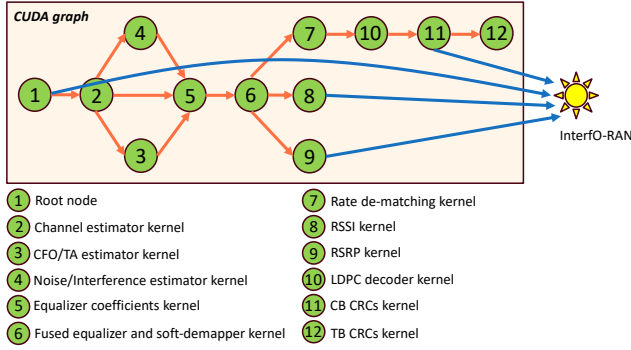 CUDA graph
4
7
10
11
12
1
2
5
6
8
3
9
InterfO-RAN
1 Root node
2 Channel estimator kernel
3 CFO/TA estimator kernel
4 Noise/Interference estimator kernel
5 Equalizer coefficients kernel
6 Fused equalizer and soft-demapper kernel
7 Rate de-matching kernel
8 RSSI kernel
9 RSRP kernel
10 LDPC decoder kernel
11 CB CRCs kernel
12 TB CRCs kernel